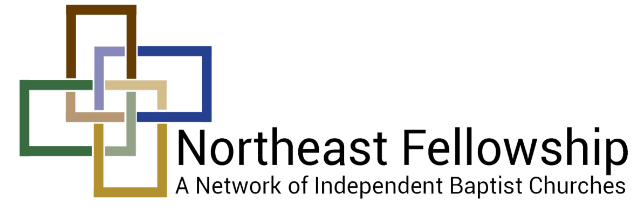 Northeast Fellowship
A Network of Independent Baptist Churches